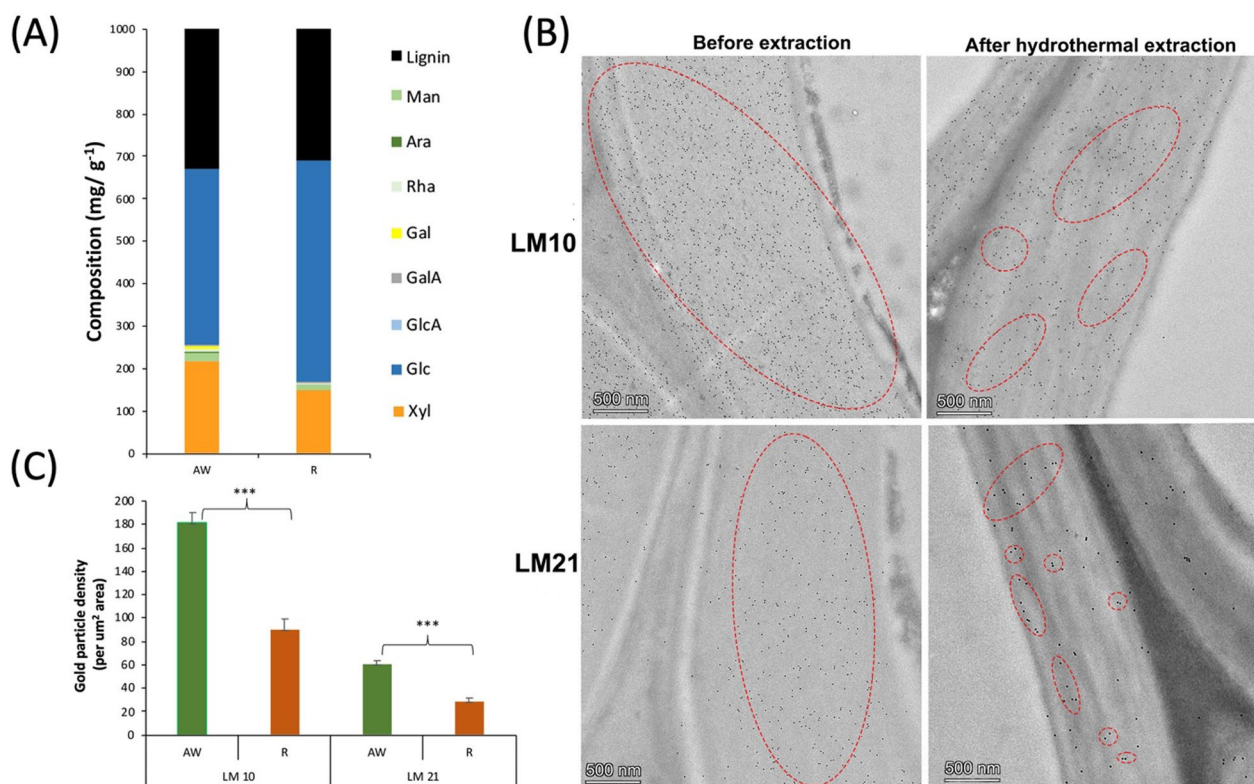 (A)
1000
900
800
700
600
500
400
300
200
100
0
Composition (mg/ g⁻¹)
AW
R
Lignin
Man
Ara
Rha
Gal
GalA
GlcA
Glc
Xyl
(B)
Before extraction
After hydrothermal extraction
LM10
500 nm
500 nm
LM21
500 nm
500 nm
(C)
200
180
160
140
120
100
80
60
40
20
0
Gold particle density
(per um² area)
***
***
AW
R
AW
R
LM 10
LM 21